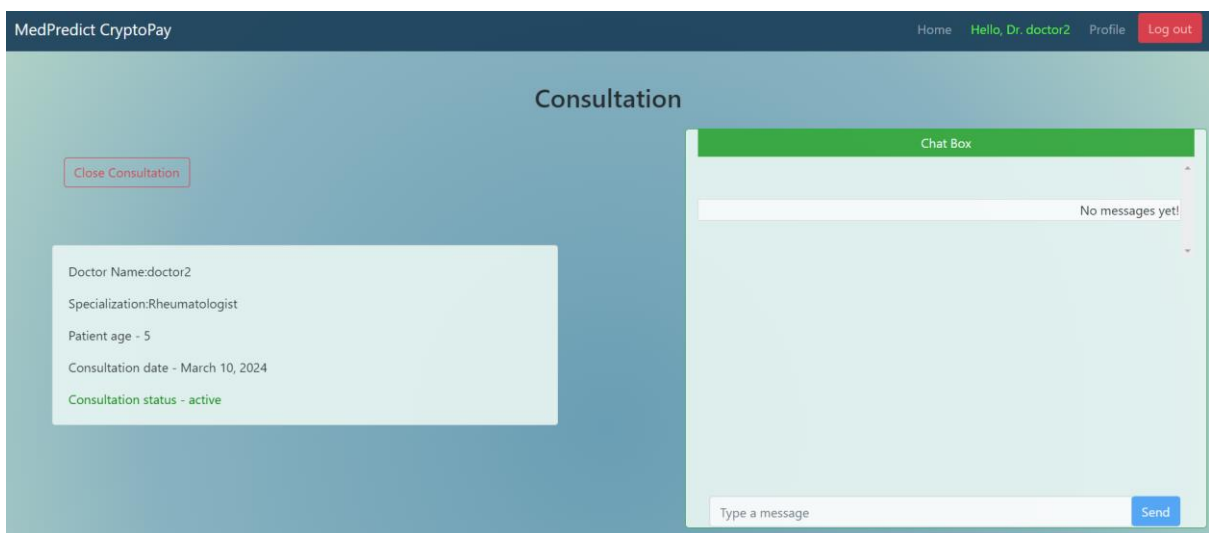 MedPredict CryptoPay
Home Hello, Dr. doctor2 Profile Log out
Consultation
Close Consultation
Doctor Name:doctor2
Specialization:Rheumatologist
Patient age - 5
Consultation date - March 10, 2024
Consultation status - active
Chat Box
No messages yet!
Type a message
Send